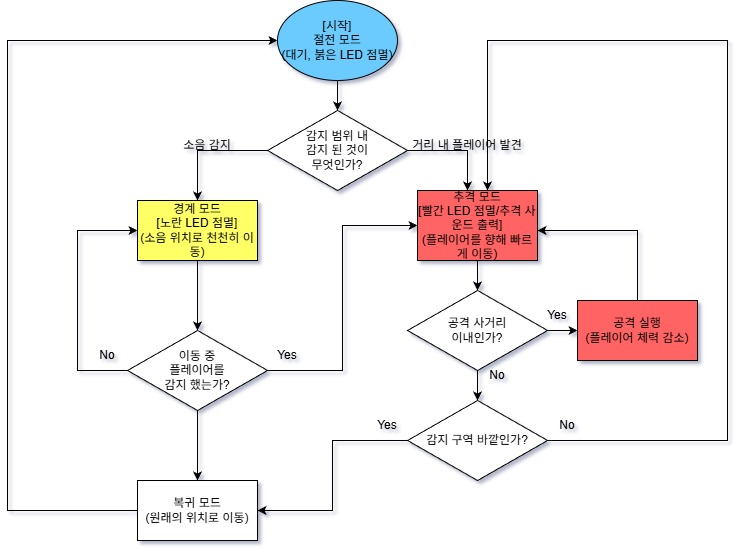 [시작]
절전 모드
(대기, 붉은 LED 점멸)
감지 범위 내
감지 된 것이
무엇인가?
소음 감지
거리 내 플레이어 발견
경계 모드
[노란 LED 점멸]
(소음 위치로 천천히 이
동)
추격 모드
[빨간 LED 점멸/추격 사
운드 출력]
(플레이어를 향해 빠르
게 이동)
공격 사거리
이내인가?
Yes
공격 실행
(플레이어 체력 감소)
No
이동 중
플레이어를
감지 했는가?
Yes
No
Yes
감지 구역 바깥인가?
No
복귀 모드
(원래의 위치로 이동)